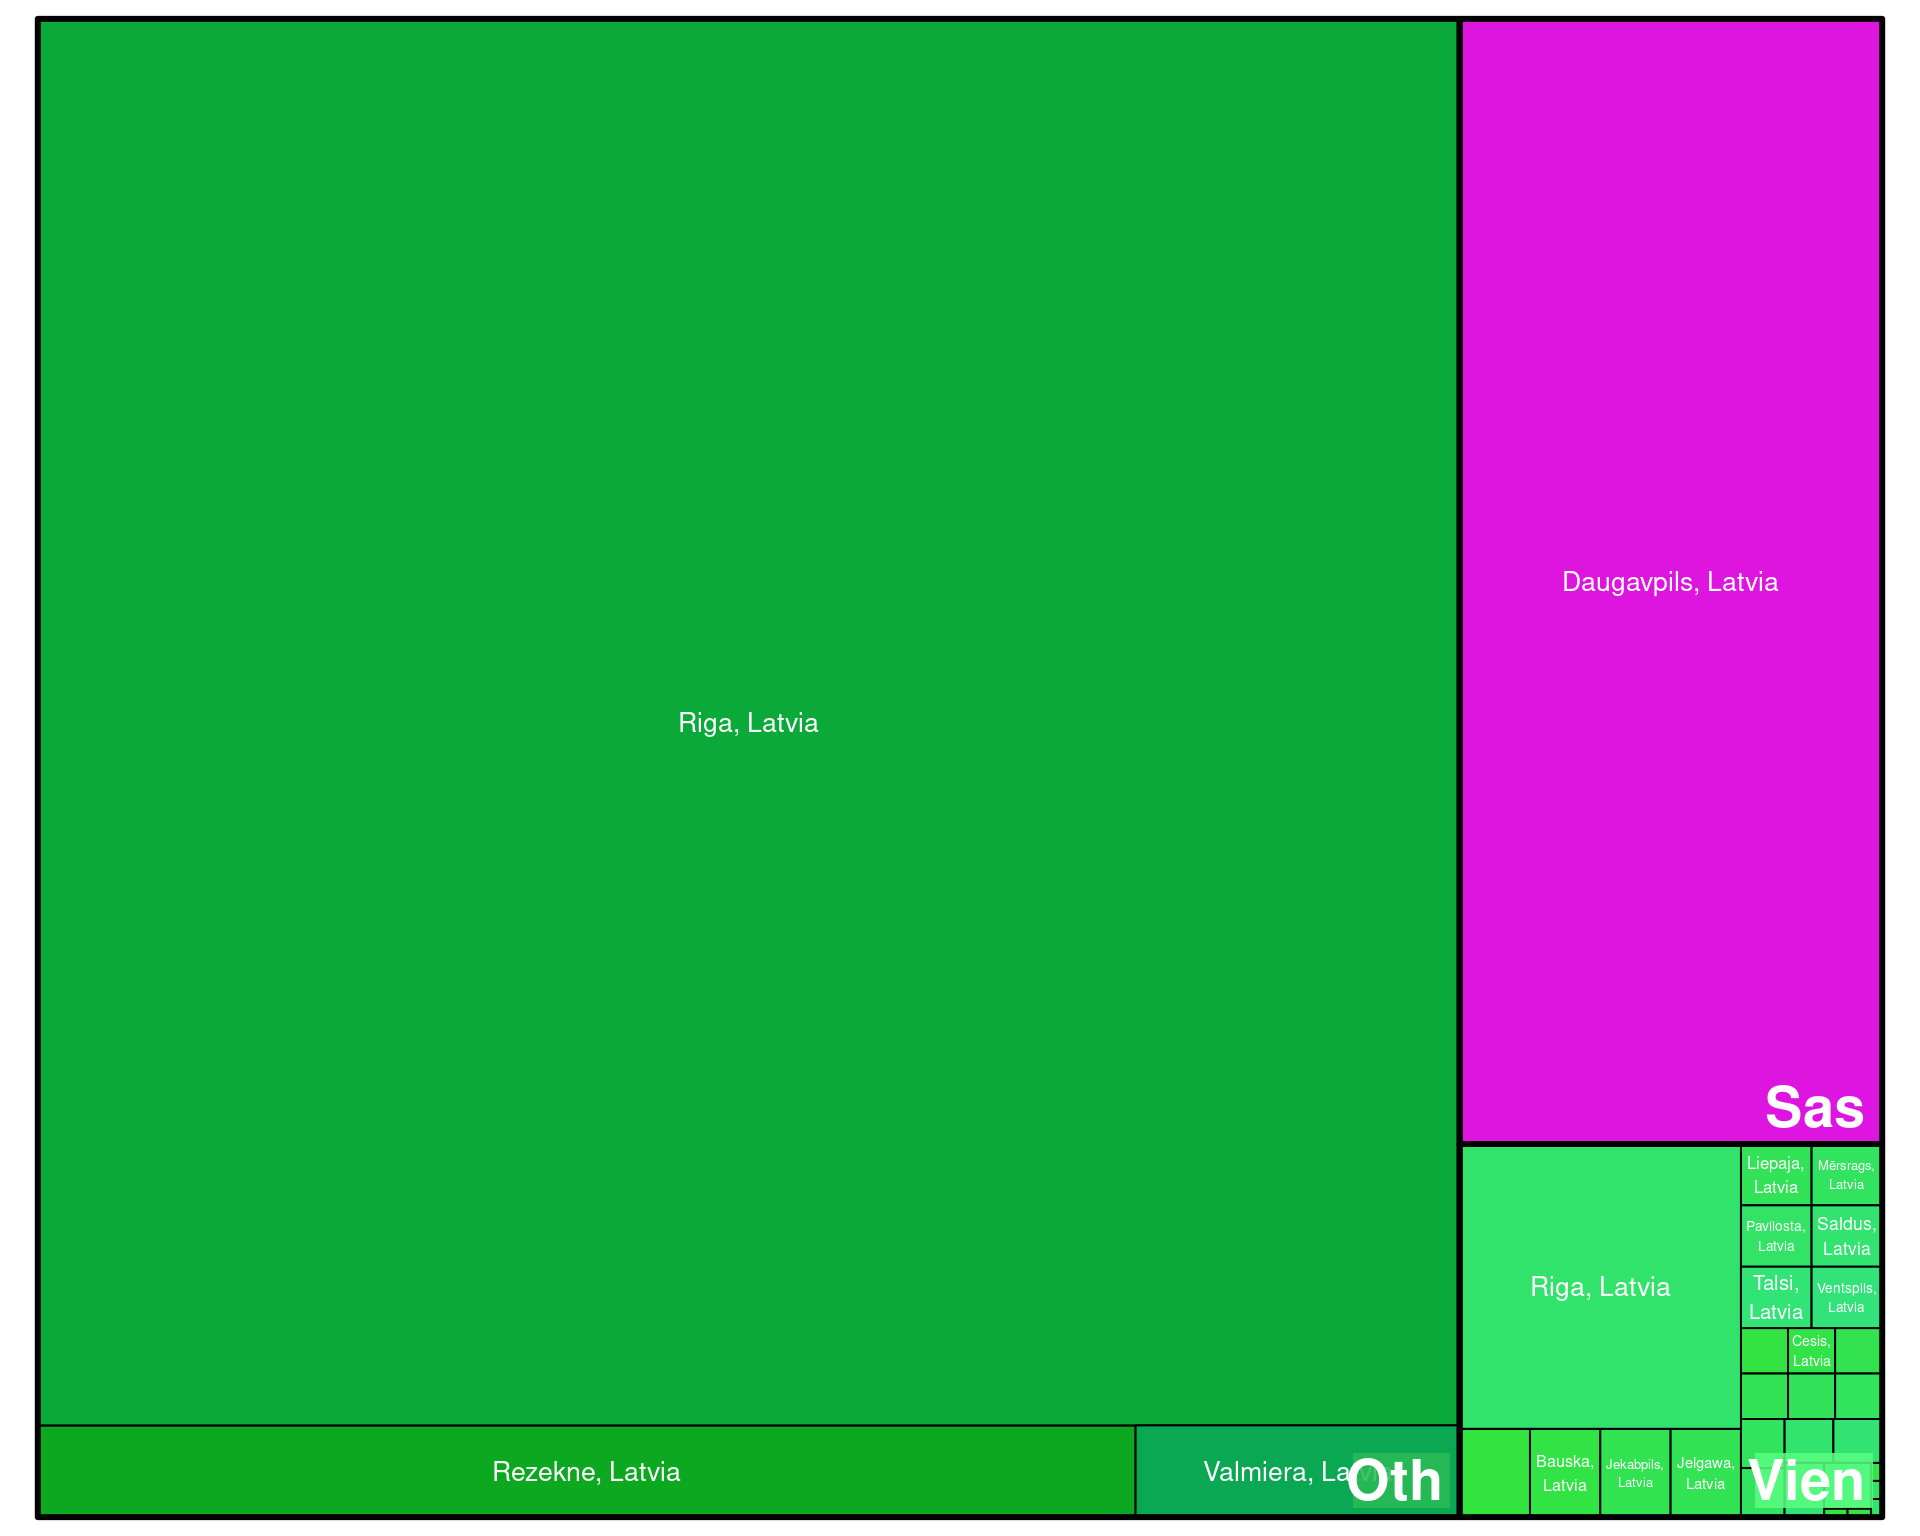 Riga, Latvia
Rezekne, Latvia
Valmiera, La
Oth
Daugavpils, Latvia
Sas
Riga, Latvia
Liepaja,
Latvia
Mērsrags,
Latvia
Pavilosta,
Latvia
Saldus,
Latvia
Talsi,
Latvia
Ventspils,
Latvia
Cesis,
Latvia
Bauska,
Latvia
Jekabpils,
Latvia
Jelgawa,
Latvia
Vien